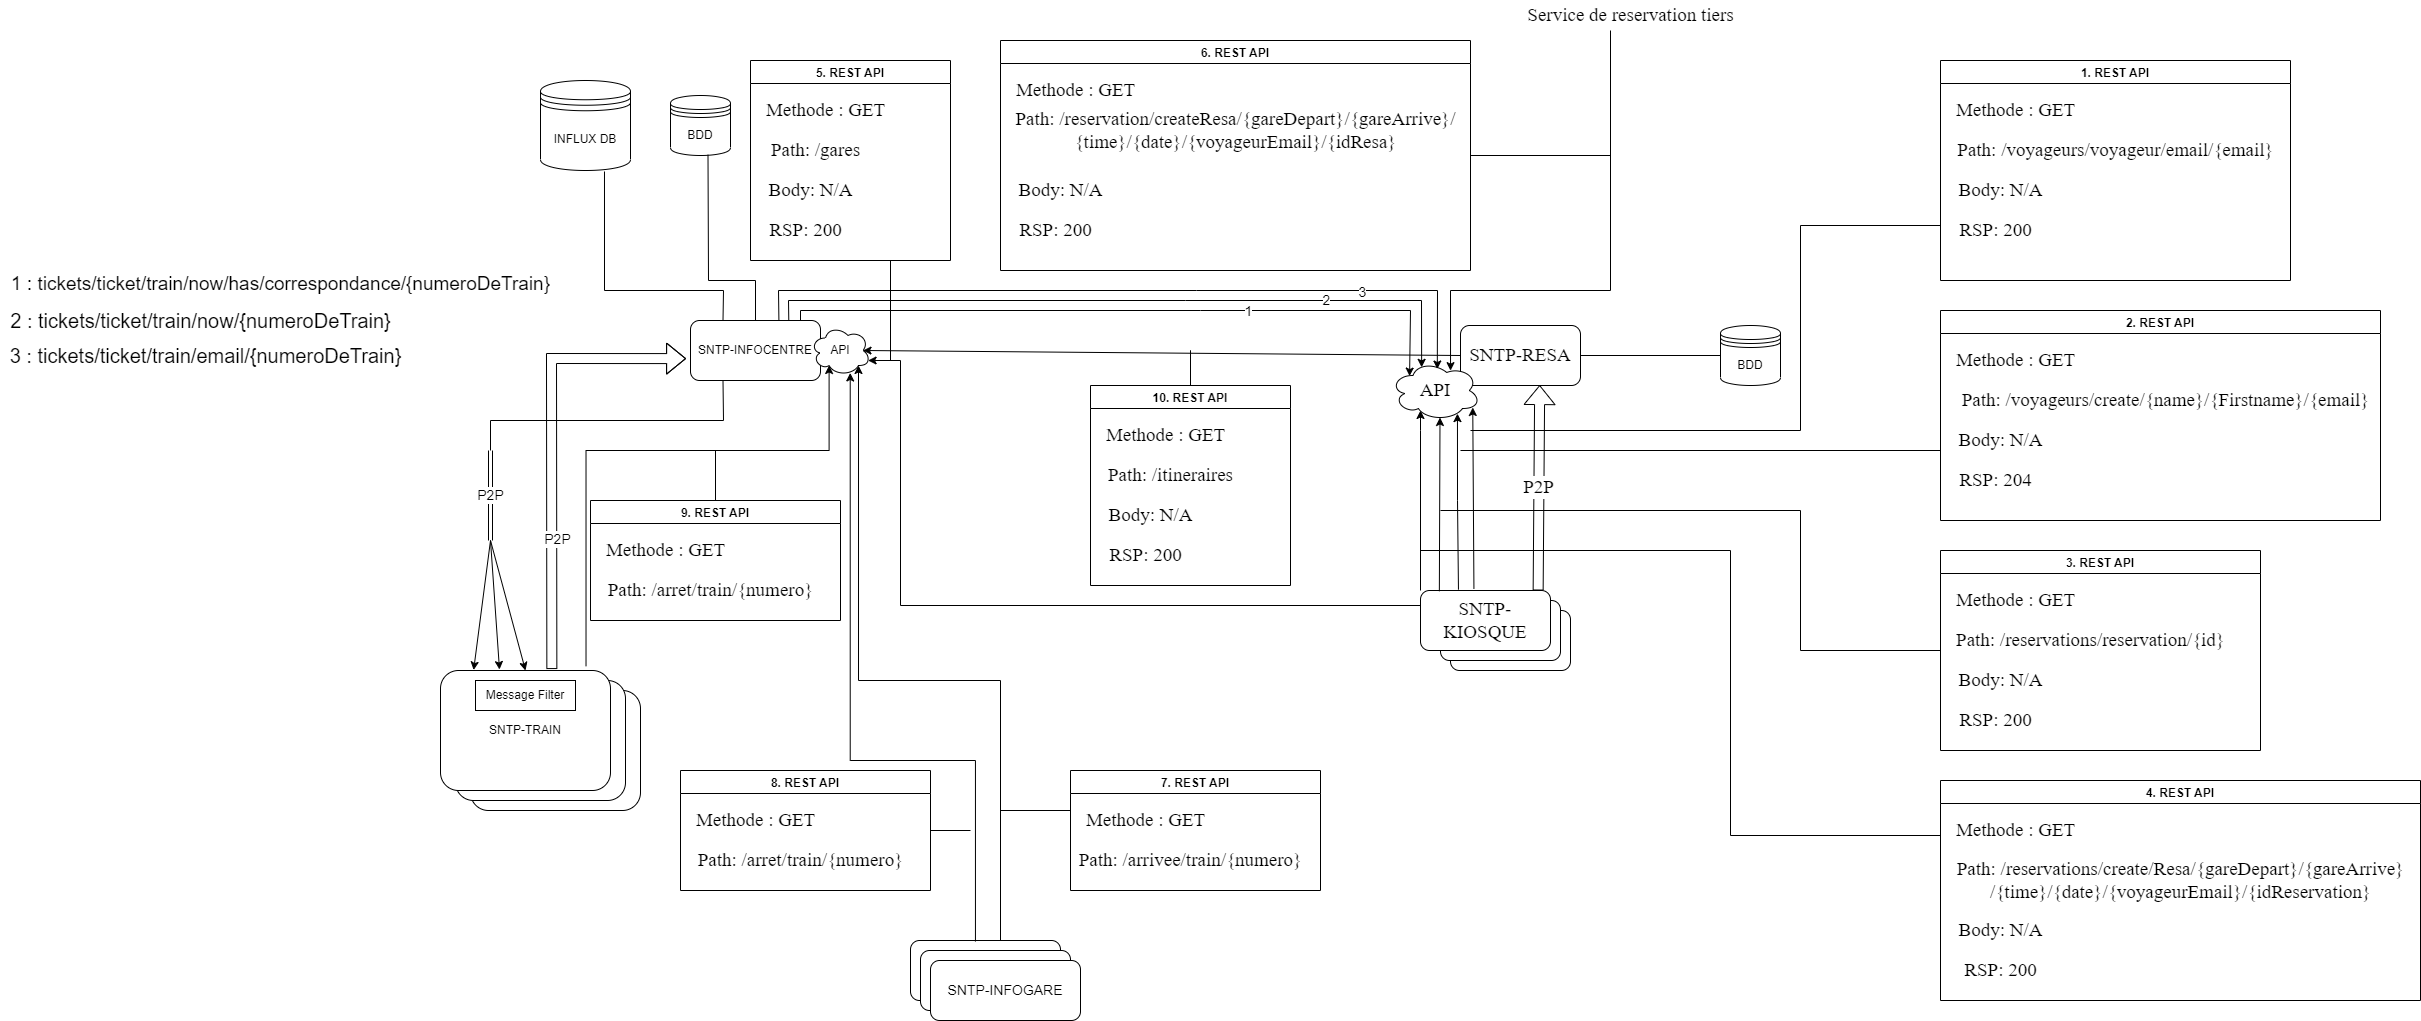 Service de reservation tiers
5. REST API
Methode : GET
Path: /gares
Body: N/A
RSP: 200
6. REST API
Methode : GET
Path: /reservation/createResa/{gareDepart}/{gareArrive}/
{time}/{date}/{voyageurEmail}/{idResa}
Body: N/A
RSP: 200
1. REST API
Methode : GET
Path: /voyageurs/voyageur/email/{email}
Body: N/A
RSP: 200
INFLUX DB
BDD
1 : tickets/ticket/train/now/has/correspondance/{numeroDeTrain}
2 : tickets/ticket/train/now/{numeroDeTrain}
3 : tickets/ticket/train/email/{numeroDeTrain}
3
2
1
SNTP-INFOCENTRE
API
SNTP-RESA
API
BDD
2. REST API
Methode : GET
Path: /voyageurs/create/{name}/{Firstname}/{email}
Body: N/A
RSP: 204
10. REST API
Methode : GET
Path: /itineraires
Body: N/A
RSP: 200
P2P
P2P
P2P
9. REST API
Methode : GET
Path: /arret/train/{numero}
SNTP-
KIOSQUE
3. REST API
Methode : GET
Path: /reservations/reservation/{id}
Body: N/A
RSP: 200
Message Filter
SNTP-TRAIN
8. REST API
Methode : GET
Path: /arret/train/{numero}
7. REST API
Methode : GET
Path: /arrivee/train/{numero}
4. REST API
Methode : GET
Path: /reservations/create/Resa/{gareDepart}/{gareArrive}
/{time}/{date}/{voyageurEmail}/{idReservation}
Body: N/A
RSP: 200
SNTP-INFOGARE